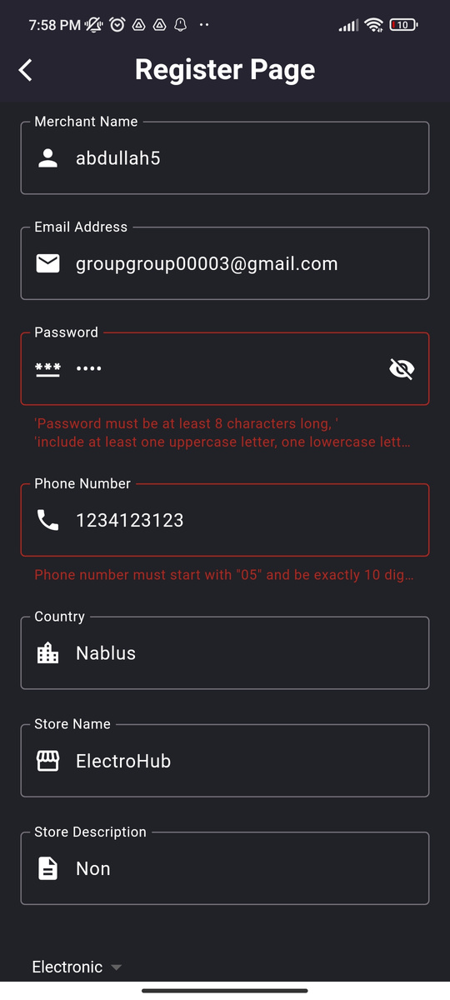 7:58 PM
10
Register Page
Merchant Name
abdullah5
Email Address
groupgroup00003@gmail.com
Password
*** ••••
'Password must be at least 8 characters long, '
'include at least one uppercase letter, one lowercase lett...
Phone Number
1234123123
Phone number must start with "05" and be exactly 10 dig...
Country
Nablus
Store Name
ElectroHub
Store Description
Non
Electronic